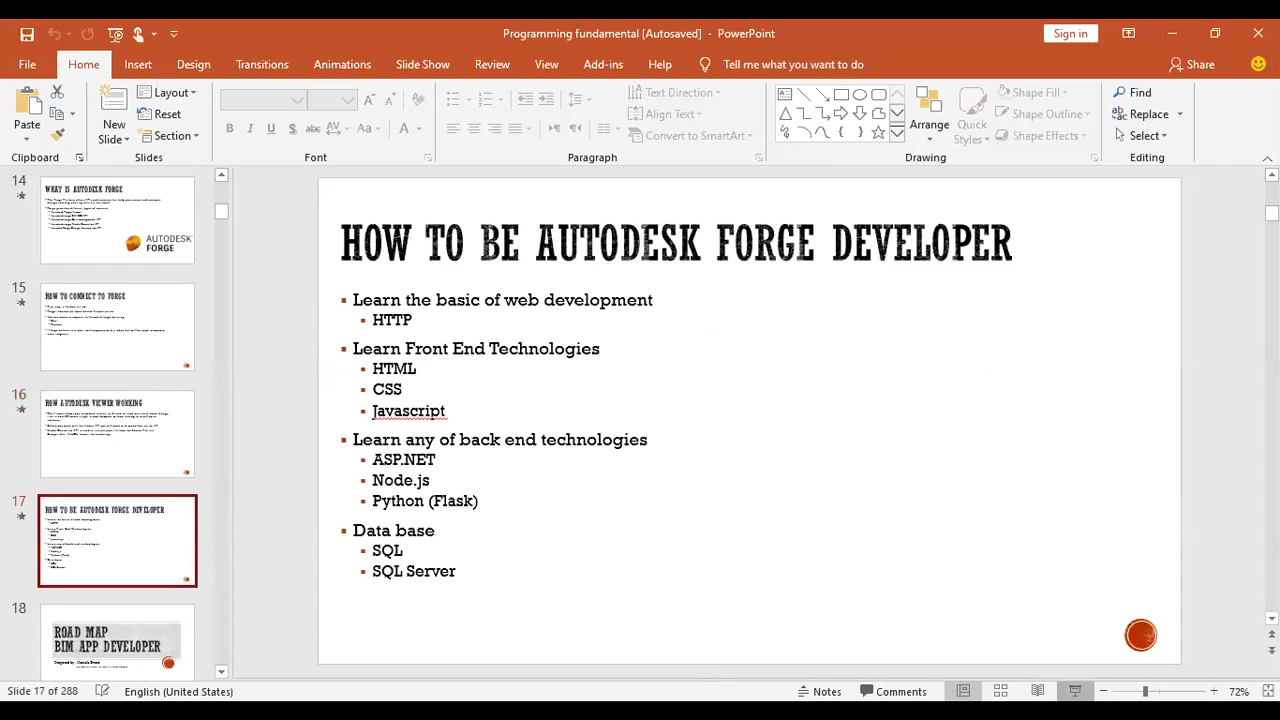 Programming fundamental [Autosaved] - PowerPoint
Sign in
File Home Insert Design Transitions Animations Slide Show Review View Add-ins Help Tell me what you want to do Share
Paste
New Slide
Layout
Reset
Section
B I U S abc AV Aa A
Text Direction
Align Text
Convert to SmartArt
Arrange
Quick Styles
Shape Fill
Shape Outline
Shape Effects
Find
Replace
Select
Clipboard Slides Font Paragraph Drawing Editing
14
WHAT IS AUTODESK FORGE
AUTODESK
FORGE
15
HOW TO CONNECT TO FORGE
16
HOW AUTODESK VIEWER WORKING
17
HOW TO BE AUTODESK FORGE DEVELOPER
18
ROAD MAP
BIM APP DEVELOPER
HOW TO BE AUTODESK FORGE DEVELOPER
Learn the basic of web development
HTTP
Learn Front End Technologies
HTML
CSS
Javascript
Learn any of back end technologies
ASP.NET
Node.js
Python (Flask)
Data base
SQL
SQL Server
Slide 17 of 288 English (United States) Notes Comments 72%